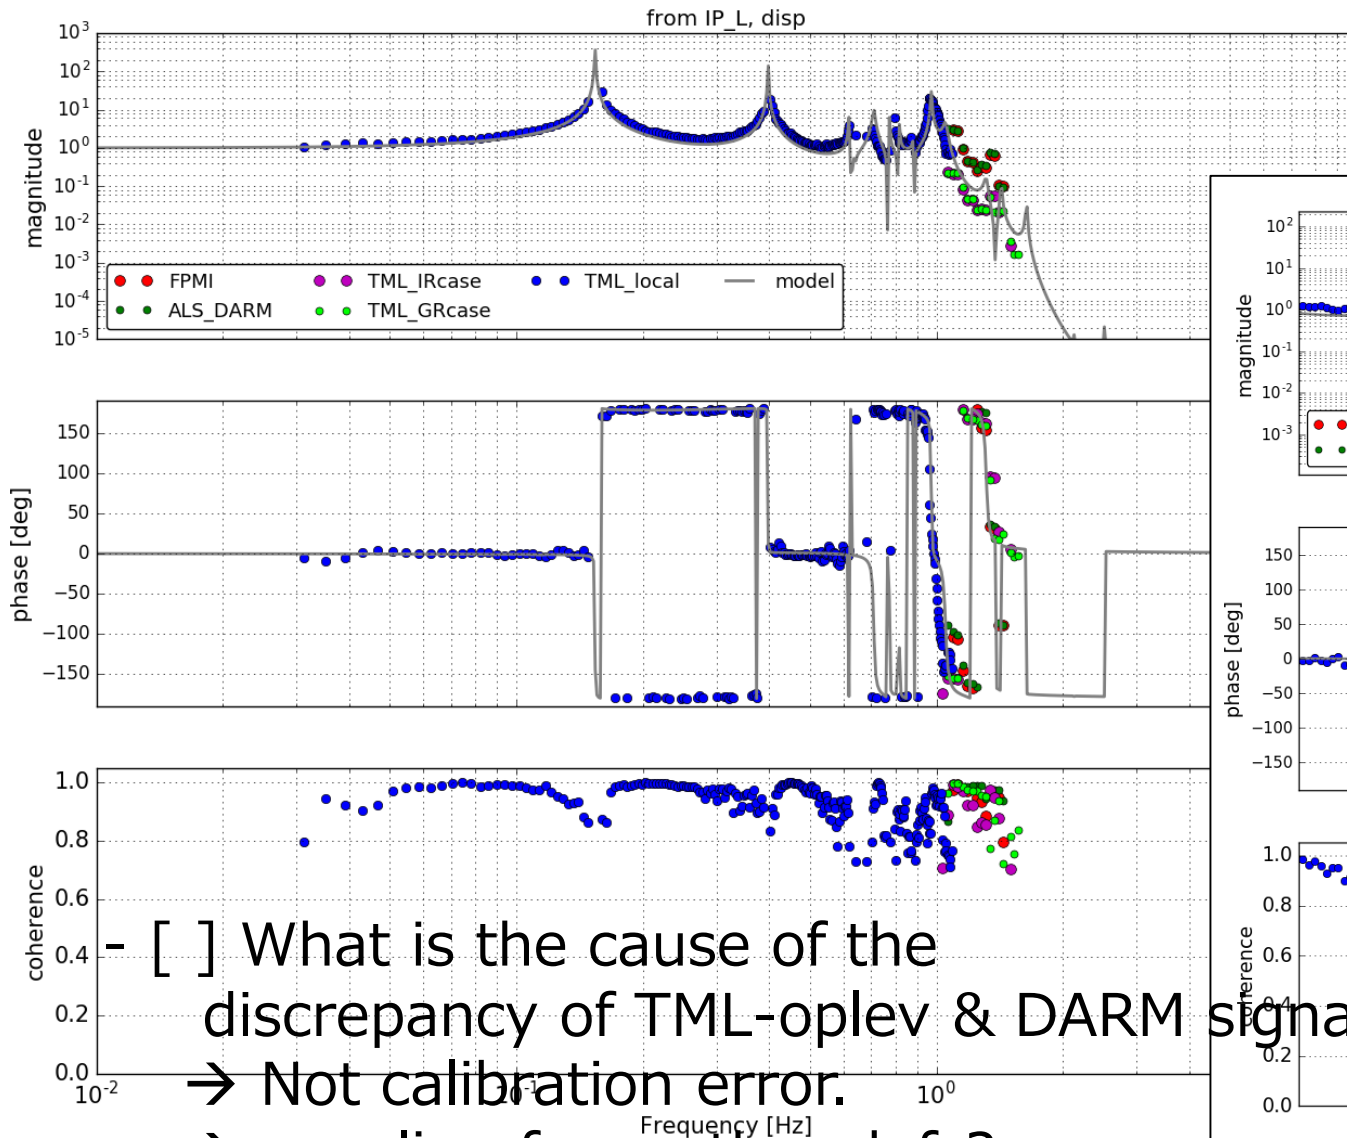 from IP_L, disp
10^3
10^2
10^1
10^0
10^-1
10^-2
10^-3
10^-4
10^-5
magnitude
FPMI
ALS_DARM
TML_IRcase
TML_GRcase
TML_local
model
150
100
50
0
−50
−100
−150
phase [deg]
1.0
0.8
0.6
0.4
0.2
0.0
coherence
10^-2
10^-1
10^0
Frequency [Hz]
10^2
10^1
10^0
10^-1
10^-2
10^-3
magnitude
150
100
50
0
−50
−100
−150
phase [deg]
1.0
0.8
0.6
0.4
0.2
0.0
coherence
- [ ] What is the cause of the
discrepancy of TML-oplev & DARM signa
→ Not calibration error.